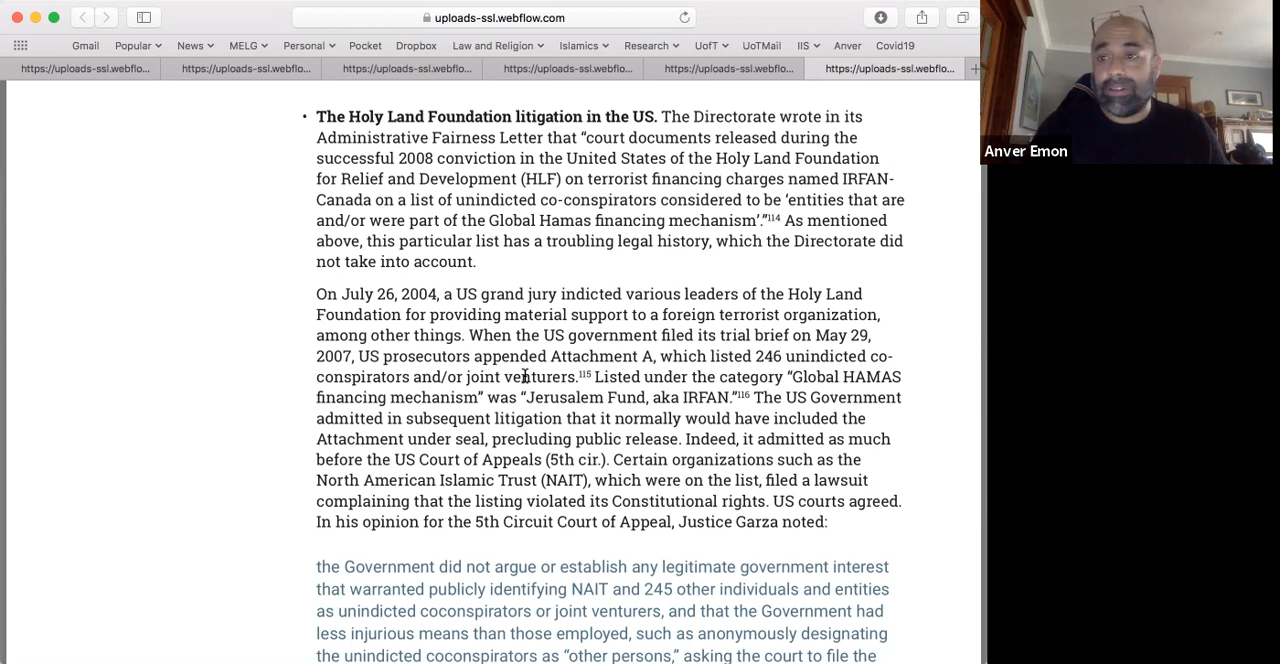 uploads-ssl.webflow.com
Gmail Popular News MELG Personal Pocket Dropbox Law and Religion Islamics Research UofT UoTMail IIS Anver Covid19
https://uploads-ssl.webflo... https://uploads-ssl.webflo... https://uploads-ssl.webflo... https://uploads-ssl.webflo... https://uploads-ssl.webflo... https://uploads-ssl.webflo...
• The Holy Land Foundation litigation in the US. The Directorate wrote in its
Administrative Fairness Letter that “court documents released during the
successful 2008 conviction in the United States of the Holy Land Foundation
for Relief and Development (HLF) on terrorist financing charges named IRFAN-
Canada on a list of unindicted co-conspirators considered to be ‘entities that are
and/or were part of the Global Hamas financing mechanism’.”114 As mentioned
above, this particular list has a troubling legal history, which the Directorate did
not take into account.
On July 26, 2004, a US grand jury indicted various leaders of the Holy Land
Foundation for providing material support to a foreign terrorist organization,
among other things. When the US government filed its trial brief on May 29,
2007, US prosecutors appended Attachment A, which listed 246 unindicted co-
conspirators and/or joint venturers.115 Listed under the category “Global HAMAS
financing mechanism” was “Jerusalem Fund, aka IRFAN.”116 The US Government
admitted in subsequent litigation that it normally would have included the
Attachment under seal, precluding public release. Indeed, it admitted as much
before the US Court of Appeals (5th cir.). Certain organizations such as the
North American Islamic Trust (NAIT), which were on the list, filed a lawsuit
complaining that the listing violated its Constitutional rights. US courts agreed.
In his opinion for the 5th Circuit Court of Appeal, Justice Garza noted:
the Government did not argue or establish any legitimate government interest
that warranted publicly identifying NAIT and 245 other individuals and entities
as unindicted coconspirators or joint venturers, and that the Government had
less injurious means than those employed, such as anonymously designating
the unindicted coconspirators as “other persons,” asking the court to file the
Anver Emon